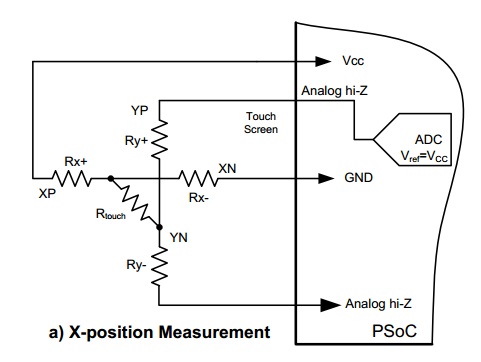 Vcc
Analog hi-Z
YP
Touch
Screen
Ry+
ADC
Vref=VCC
Rx+
XN
GND
XP
Rx-
Rtouch
YN
Ry-
Analog hi-Z
a) X-position Measurement
PSoC